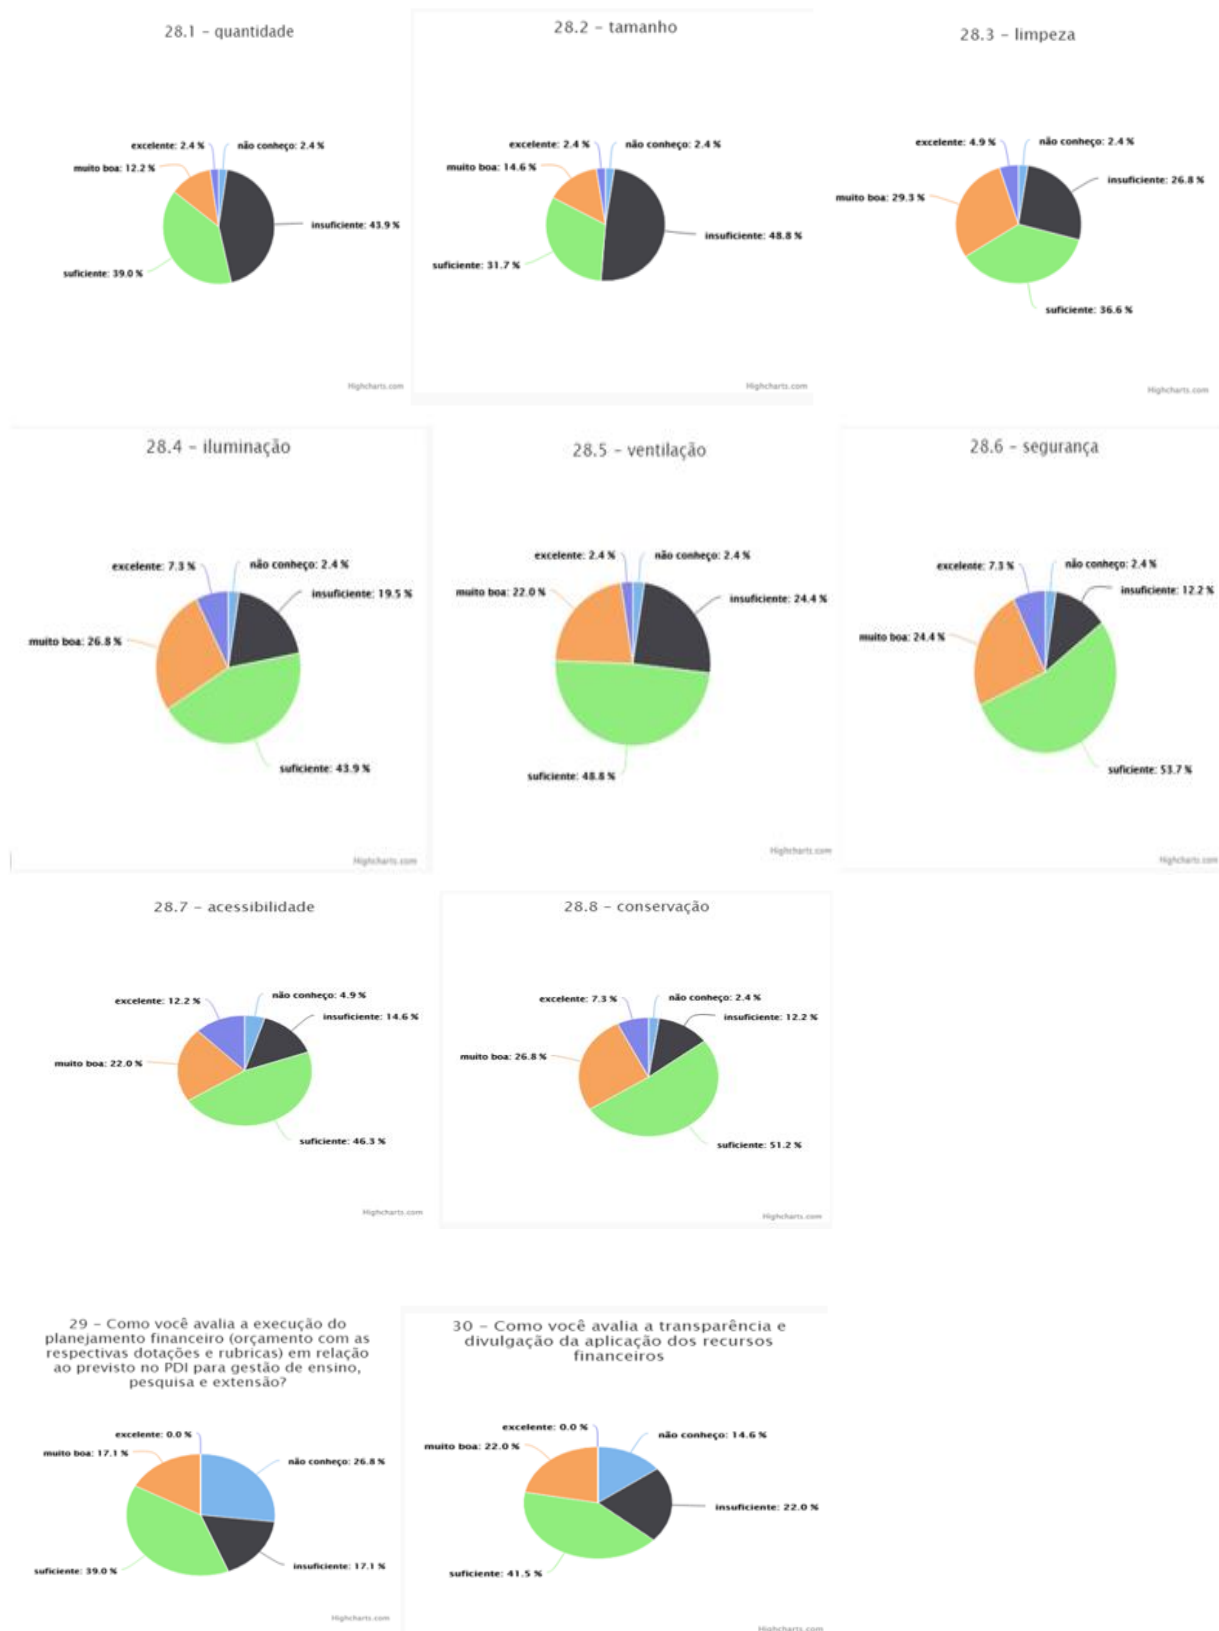 28.1 – quantidade
excelente: 2.4 %
não conheço: 2.4 %
muito boa: 12.2 %
insuficiente: 43.9 %
suficiente: 39.0 %
Highcharts.com
28.2 – tamanho
excelente: 2.4 %
não conheço: 2.4 %
muito boa: 14.6 %
insuficiente: 48.8 %
suficiente: 31.7 %
Highcharts.com
28.3 – limpeza
excelente: 4.9 %
não conheço: 2.4 %
insuficiente: 26.8 %
muito boa: 29.3 %
suficiente: 36.6 %
Highcharts.com
28.4 – iluminação
excelente: 7.3 %
não conheço: 2.4 %
insuficiente: 19.5 %
muito boa: 26.8 %
suficiente: 43.9 %
Highcharts.com
28.5 – ventilação
excelente: 2.4 %
não conheço: 2.4 %
muito boa: 22.0 %
insuficiente: 24.4 %
suficiente: 48.8 %
Highcharts.com
28.6 – segurança
excelente: 7.3 %
não conheço: 2.4 %
insuficiente: 12.2 %
muito boa: 24.4 %
suficiente: 53.7 %
Highcharts.com
28.7 – acessibilidade
excelente: 12.2 %
não conheço: 4.9 %
insuficiente: 14.6 %
muito boa: 22.0 %
suficiente: 46.3 %
Highcharts.com
28.8 – conservação
excelente: 7.3 %
não conheço: 2.4 %
insuficiente: 12.2 %
muito boa: 26.8 %
suficiente: 51.2 %
Highcharts.com
29 – Como você avalia a execução do
planejamento financeiro (orçamento com as
respectivas dotações e rubricas) em relação
ao previsto no PDI para gestão de ensino,
pesquisa e extensão?
excelente: 0.0 %
muito boa: 17.1 %
não conheço: 26.8 %
insuficiente: 17.1 %
suficiente: 39.0 %
Highcharts.com
30 – Como você avalia a transparência e
divulgação da aplicação dos recursos
financeiros
excelente: 0.0 %
não conheço: 14.6 %
muito boa: 22.0 %
insuficiente: 22.0 %
suficiente: 41.5 %
Highcharts.com